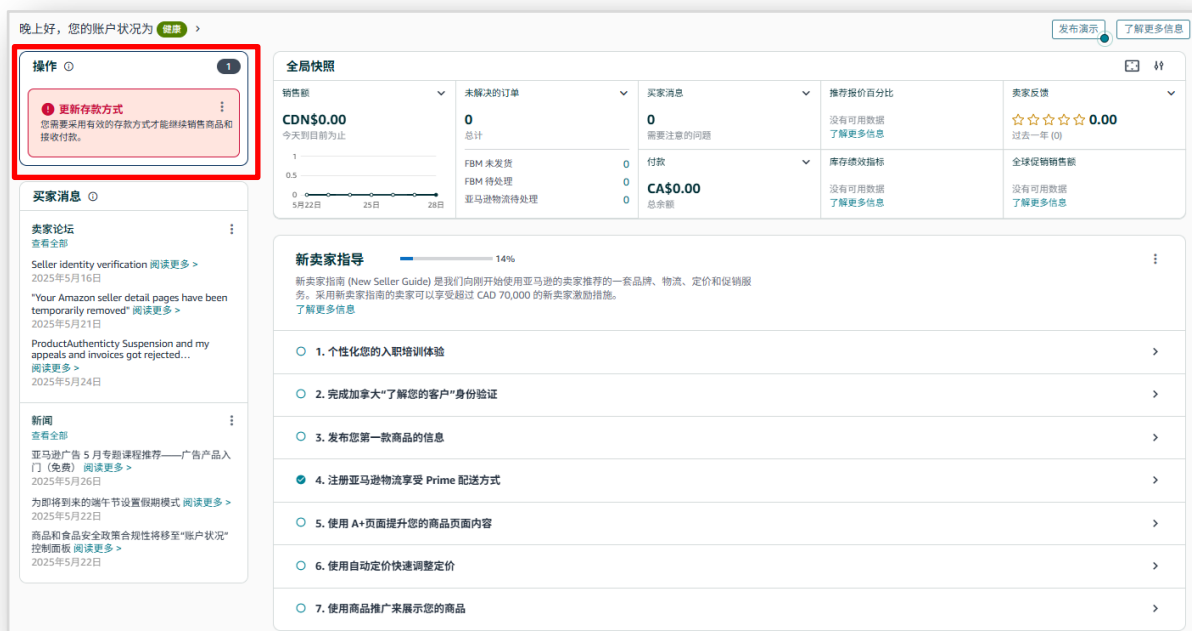 晚上好，您的账户状况为 健康 >
发布演示
了解更多信息
操作
1
更新存款方式
您需要采用有效的存款方式才能继续销售商品和
接收付款。
买家消息
卖家论坛
查看全部
Seller identity verification 阅读更多 >
2025年5月16日
"Your Amazon seller detail pages have been
temporarily removed" 阅读更多 >
2025年5月21日
ProductAuthenticty Suspension and my
appeals and invoices got rejected…
阅读更多 >
2025年5月24日
新闻
查看全部
亚马逊广告 5 月专题课程推荐——广告产品入
门（免费） 阅读更多 >
2025年5月26日
为即将到来的端午节设置假期模式 阅读更多 >
2025年5月22日
商品和食品安全政策合规性将移至"账户状况"
控制面板 阅读更多 >
2025年5月22日
全局快照
销售额
CDN$0.00
今天到目前为止
1
0.5
0
5月22日
25日
28日
未解决的订单
0
总计
FBM 未发货 0
FBM 待处理 0
亚马逊物流待处理 0
买家消息
0
需要注意的问题
付款
CA$0.00
总余额
推荐报价百分比
没有可用数据
了解更多信息
库存绩效指标
没有可用数据
了解更多信息
卖家反馈
0.00
过去一年 (0)
全球促销销售额
没有可用数据
了解更多信息
新卖家指导
14%
新卖家指南 (New Seller Guide) 是我们向刚开始使用亚马逊的卖家推荐的一套品牌、物流、定价和促销服
务。采用新卖家指南的卖家可以享受超过 CAD 70,000 的新卖家激励措施。
了解更多信息
1. 个性化您的入职培训体验
2. 完成加拿大"了解您的客户"身份验证
3. 发布您第一款商品的信息
4. 注册亚马逊物流享受 Prime 配送方式
5. 使用 A+页面提升您的商品页面内容
6. 使用自动定价快速调整定价
7. 使用商品推广来展示您的商品